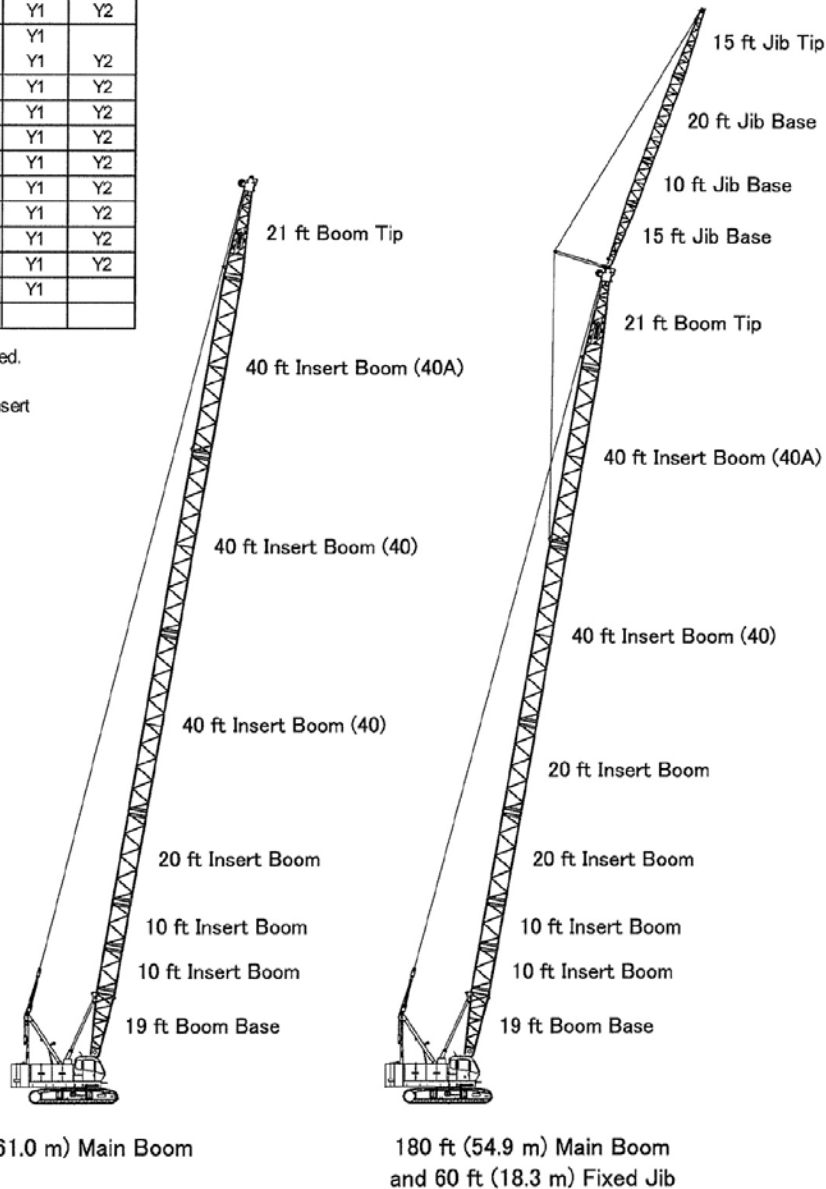 Y1 Y2
Y1
Y1 Y2
Y1 Y2
Y1 Y2
Y1 Y2
Y1 Y2
Y1 Y2
Y1 Y2
Y1 Y2
Y1 Y2
Y1
ed.
sert
21 ft Boom Tip
40 ft Insert Boom (40A)
40 ft Insert Boom (40)
40 ft Insert Boom (40)
20 ft Insert Boom
10 ft Insert Boom
10 ft Insert Boom
19 ft Boom Base
61.0 m) Main Boom
15 ft Jib Tip
20 ft Jib Base
10 ft Jib Base
15 ft Jib Base
21 ft Boom Tip
40 ft Insert Boom (40A)
40 ft Insert Boom (40)
20 ft Insert Boom
20 ft Insert Boom
10 ft Insert Boom
10 ft Insert Boom
19 ft Boom Base
180 ft (54.9 m) Main Boom
and 60 ft (18.3 m) Fixed Jib